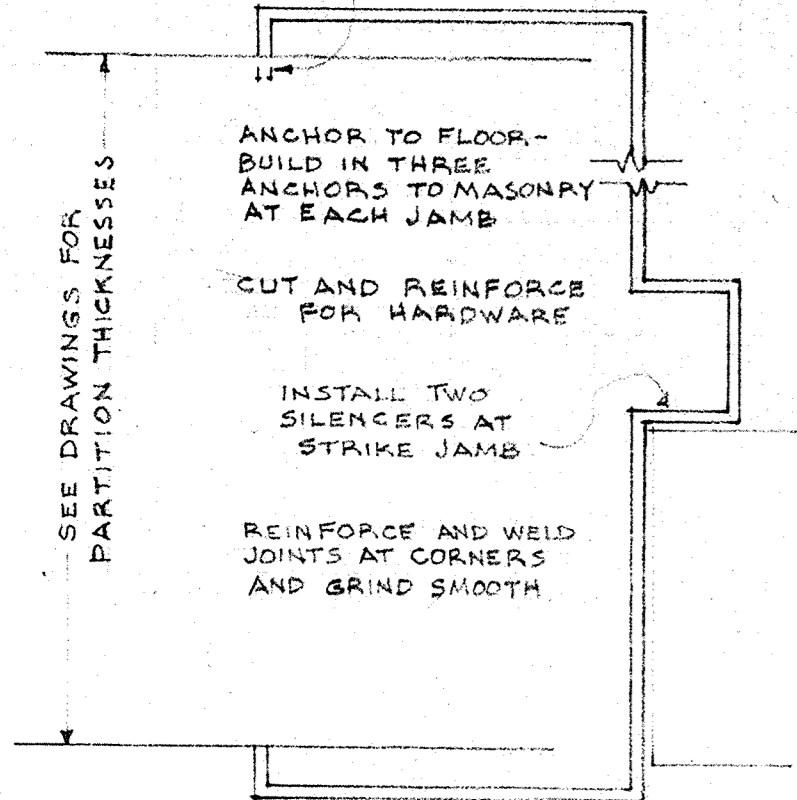 ANCHOR TO FLOOR-
BUILD IN THREE
ANCHORS TO MASONRY
AT EACH JAMB
CUT AND REINFORCE
FOR HARDWARE
INSTALL TWO
SILENCERS AT
STRIKE JAMB
REINFORCE AND WELD
JOINTS AT CORNERS
AND GRIND SMOOTH
SEE DRAWINGS FOR
PARTITION THICKNESSES